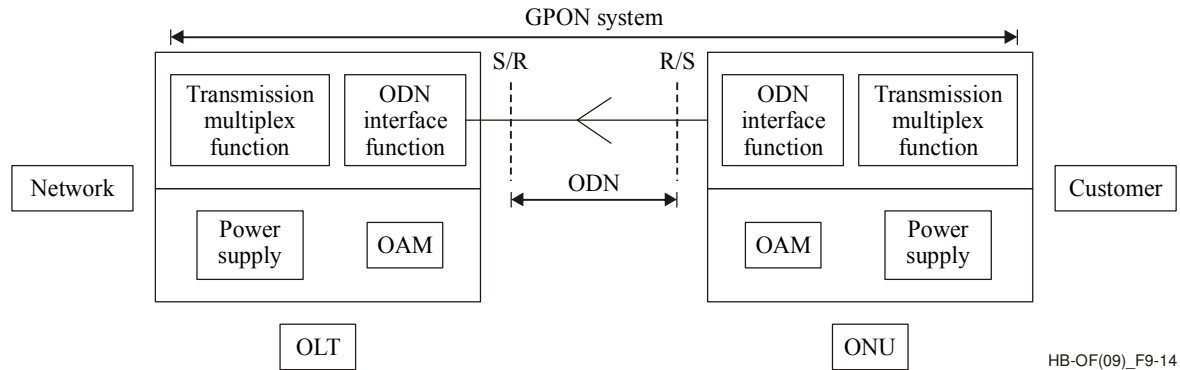 GPON system
S/R
R/S
Transmission
multiplex
function
ODN
interface
function
ODN
interface
function
Transmission
multiplex
function
Network
ODN
Customer
Power
supply
OAM
OAM
Power
supply
OLT
ONU
HB-OF(09)_F9-14